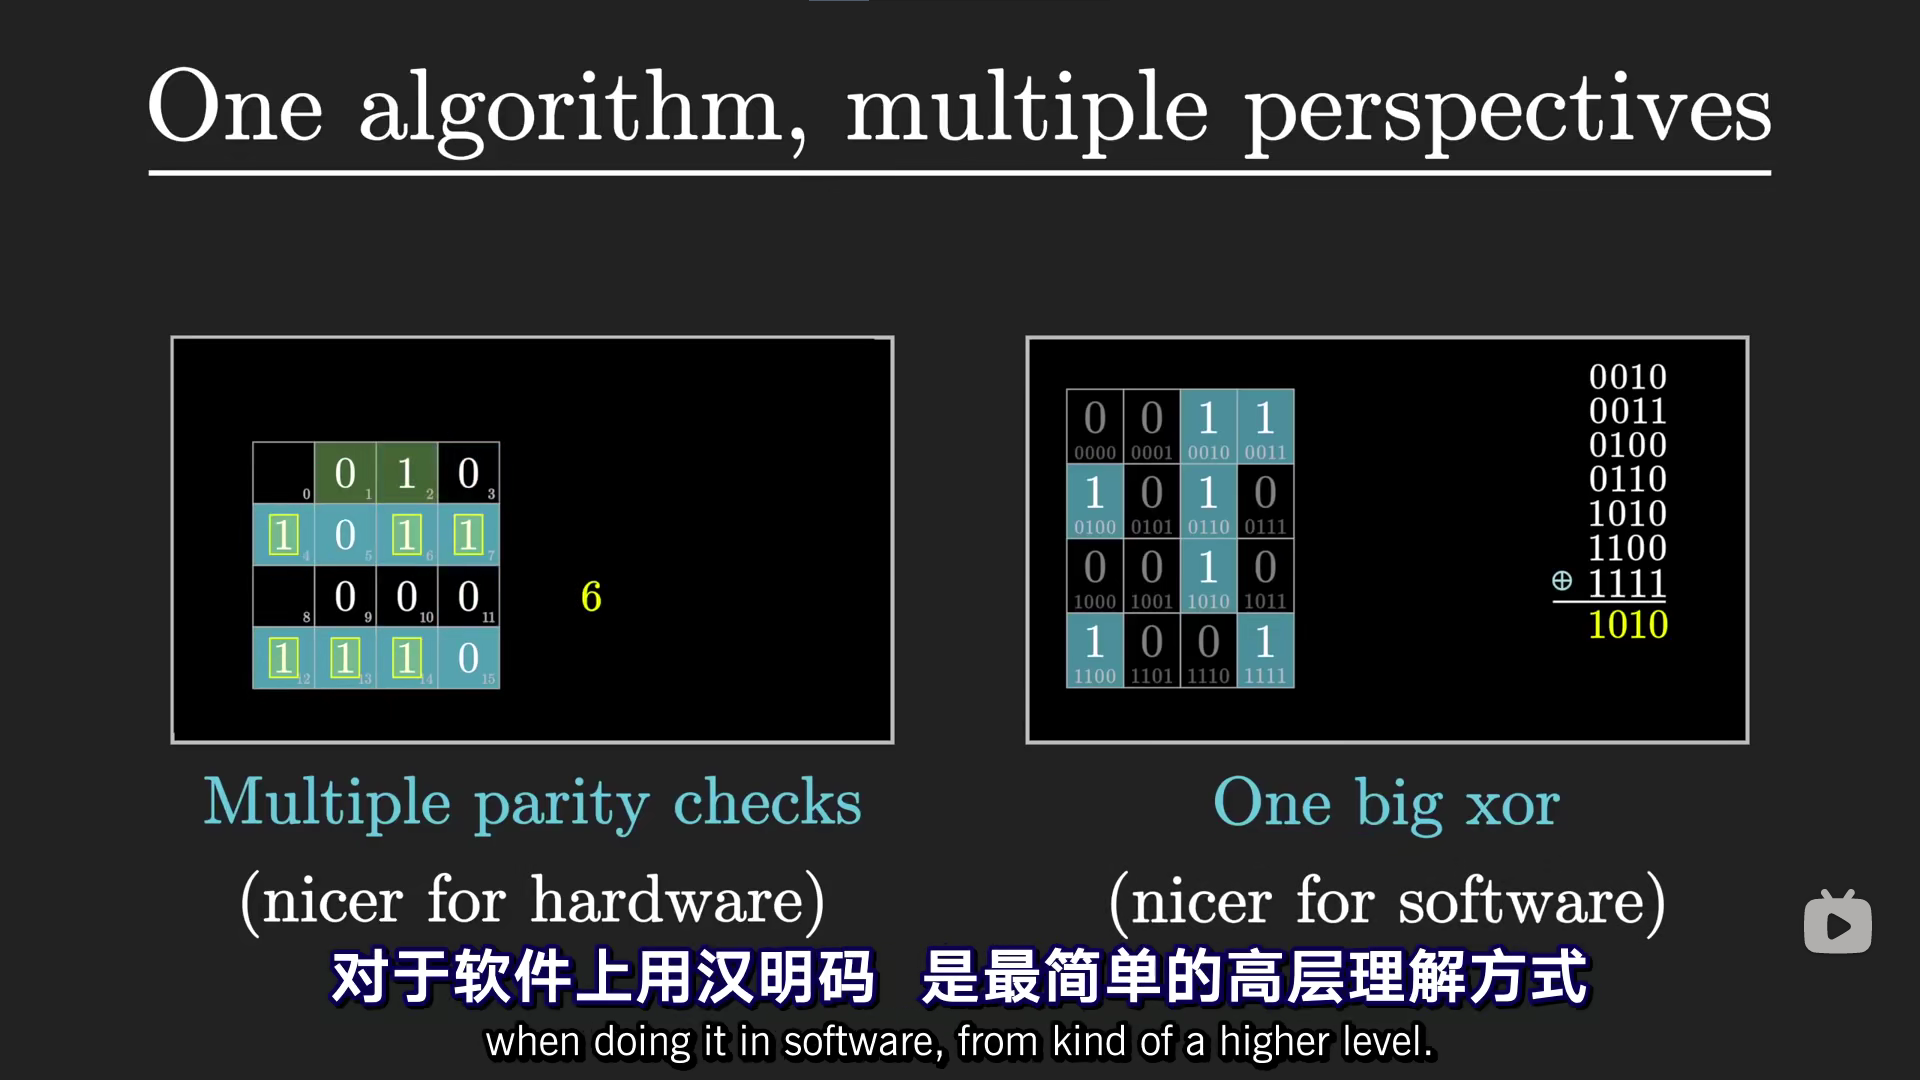 One algorithm, multiple perspectives
0 0 1 1 2 0 3
1 4 0 5 1 6 1 7
8 0 9 0 10 0 11
1 12 1 13 1 14 0 15
6
Multiple parity checks
(nicer for hardware)
0 0 1 1
0000 0001 0010 0011
1 0 1 0
0100 0101 0110 0111
0 0 1 0
1000 1001 1010 1011
1 0 0 1
1100 1101 1110 1111
0010
0011
0100
0110
1010
1100
⊕ 1111
1010
One big xor
(nicer for software)
对于软件上用汉明码 是最简单的高层理解方式
when doing it in software, from kind of a higher level.